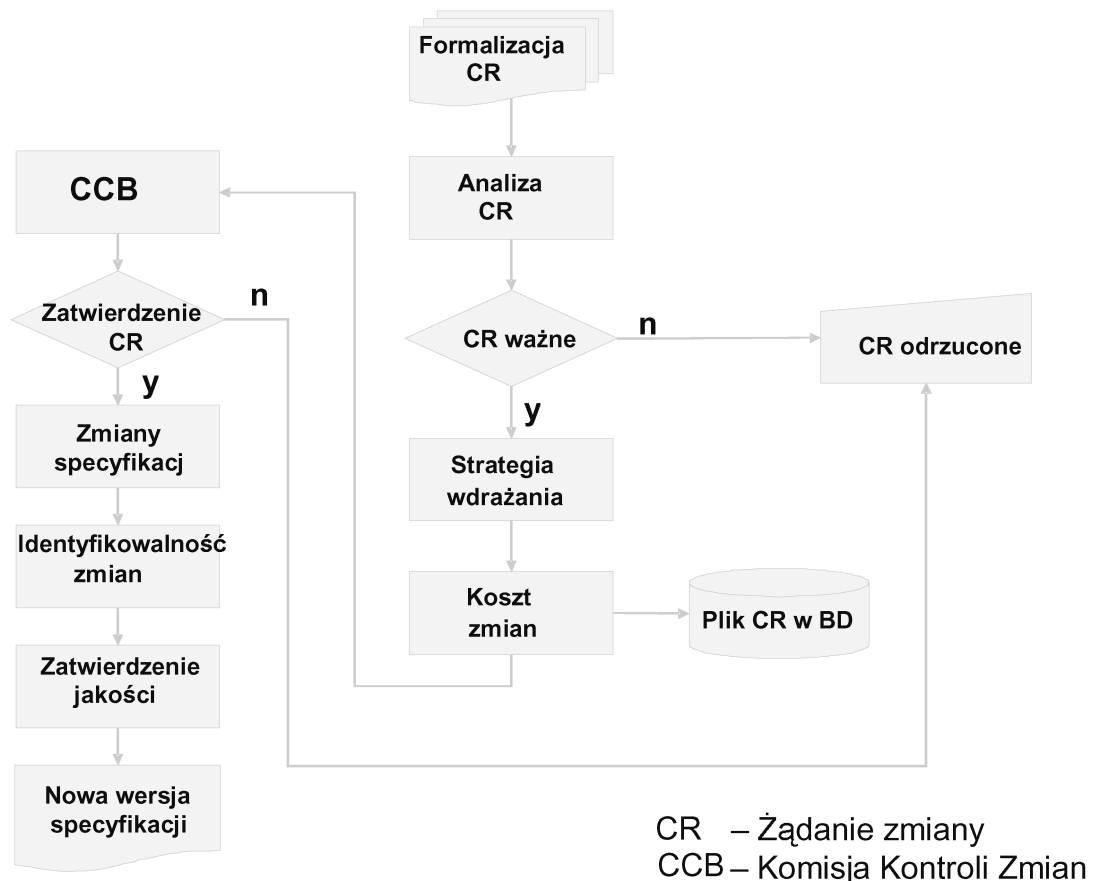 Formalizacja
CR
Analiza
CR
CR ważne
n
CR odrzucone
y
Strategia
wdrażania
Koszt
zmian
Plik CR w BD
CCB
Zatwierdzenie
CR
n
y
Zmiany
specyfikacj
Identyfikowalność
zmian
Zatwierdzenie
jakości
Nowa wersja
specyfikacji
CR – Żądanie zmiany
CCB – Komisja Kontroli Zmian